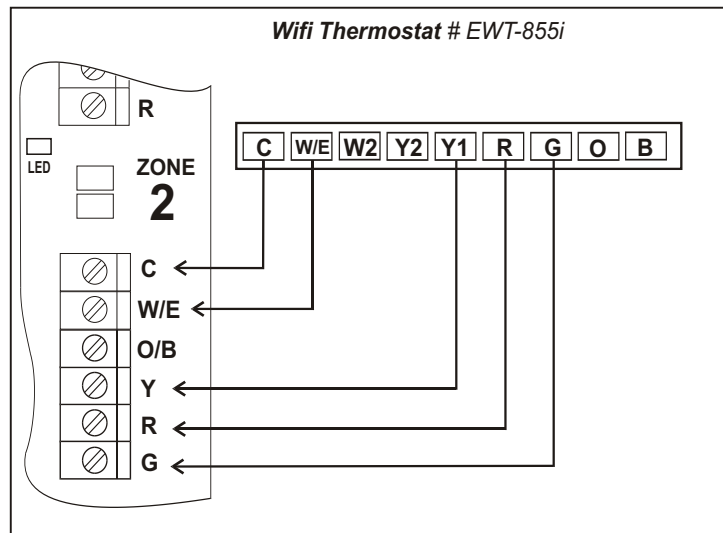 Wifi Thermostat # EWT-855i
R
LED
ZONE
2
C W/E W2 Y2 Y1 R G O B
C
W/E
O/B
Y
R
G